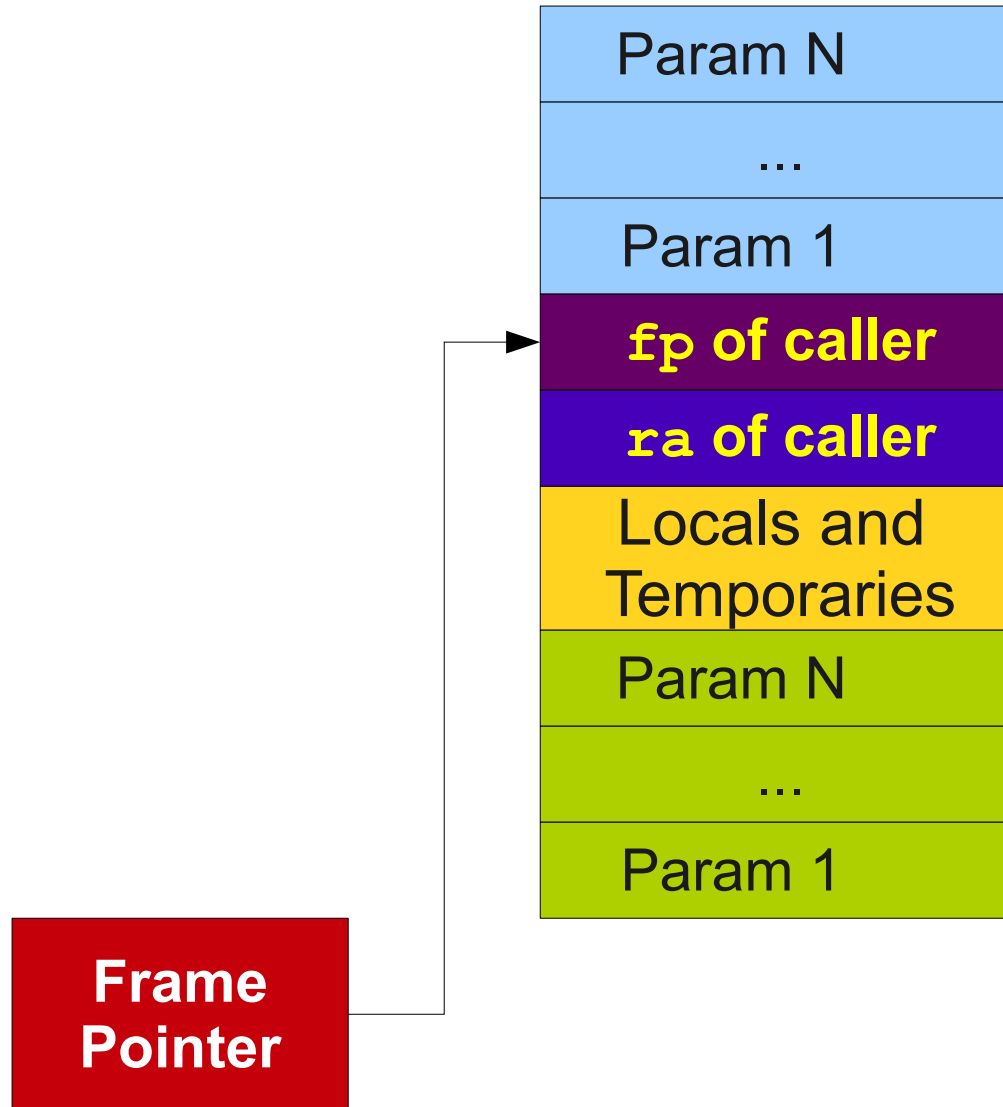 Param N
...
Param 1
fp of caller
ra of caller
Locals and
Temporaries
Param N
...
Param 1
Frame
Pointer